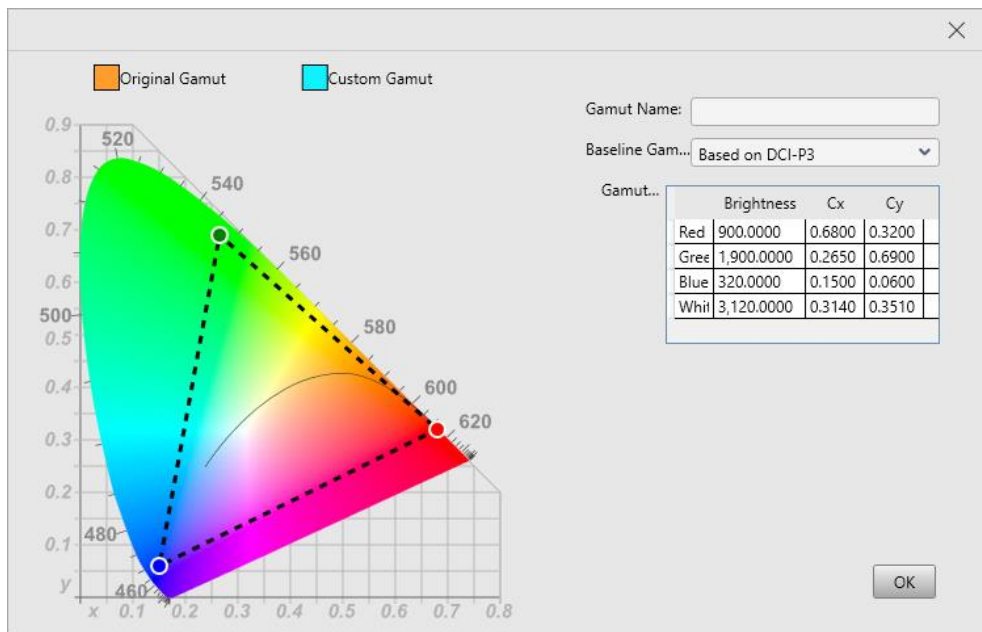 Original Gamut
Custom Gamut
Gamut Name:
Baseline Gam... Based on DCI-P3
Gamut...
Brightness Cx Cy
Red 900.0000 0.6800 0.3200
Gree 1,900.0000 0.2650 0.6900
Blue 320.0000 0.1500 0.0600
Whit 3,120.0000 0.3140 0.3510
0.9
520
0.8
540
0.7
560
0.6
500
580
0.5
0.4
600
620
0.3
0.2
480
0.1
460
y
x 0.1 0.2 0.3 0.4 0.5 0.6 0.7 0.8
OK